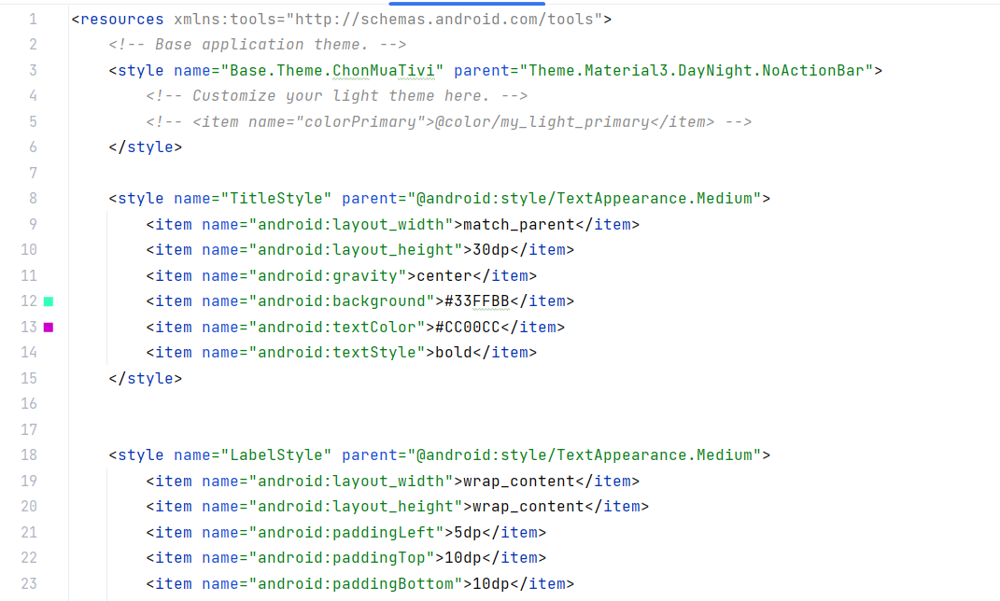 1 <resources xmlns:tools="http://schemas.android.com/tools">
2 <!-- Base application theme. -->
3 <style name="Base.Theme.ChonMuaTivi" parent="Theme.Material3.DayNight.NoActionBar">
4 <!-- Customize your light theme here. -->
5 <!-- <item name="colorPrimary">@color/my_light_primary</item> -->
6 </style>
7
8 <style name="TitleStyle" parent="@android:style/TextAppearance.Medium">
9 <item name="android:layout_width">match_parent</item>
10 <item name="android:layout_height">30dp</item>
11 <item name="android:gravity">center</item>
12 <item name="android:background">#33FFBB</item>
13 <item name="android:textColor">#CC00CC</item>
14 <item name="android:textStyle">bold</item>
15 </style>
16
17
18 <style name="LabelStyle" parent="@android:style/TextAppearance.Medium">
19 <item name="android:layout_width">wrap_content</item>
20 <item name="android:layout_height">wrap_content</item>
21 <item name="android:paddingLeft">5dp</item>
22 <item name="android:paddingTop">10dp</item>
23 <item name="android:paddingBottom">10dp</item>